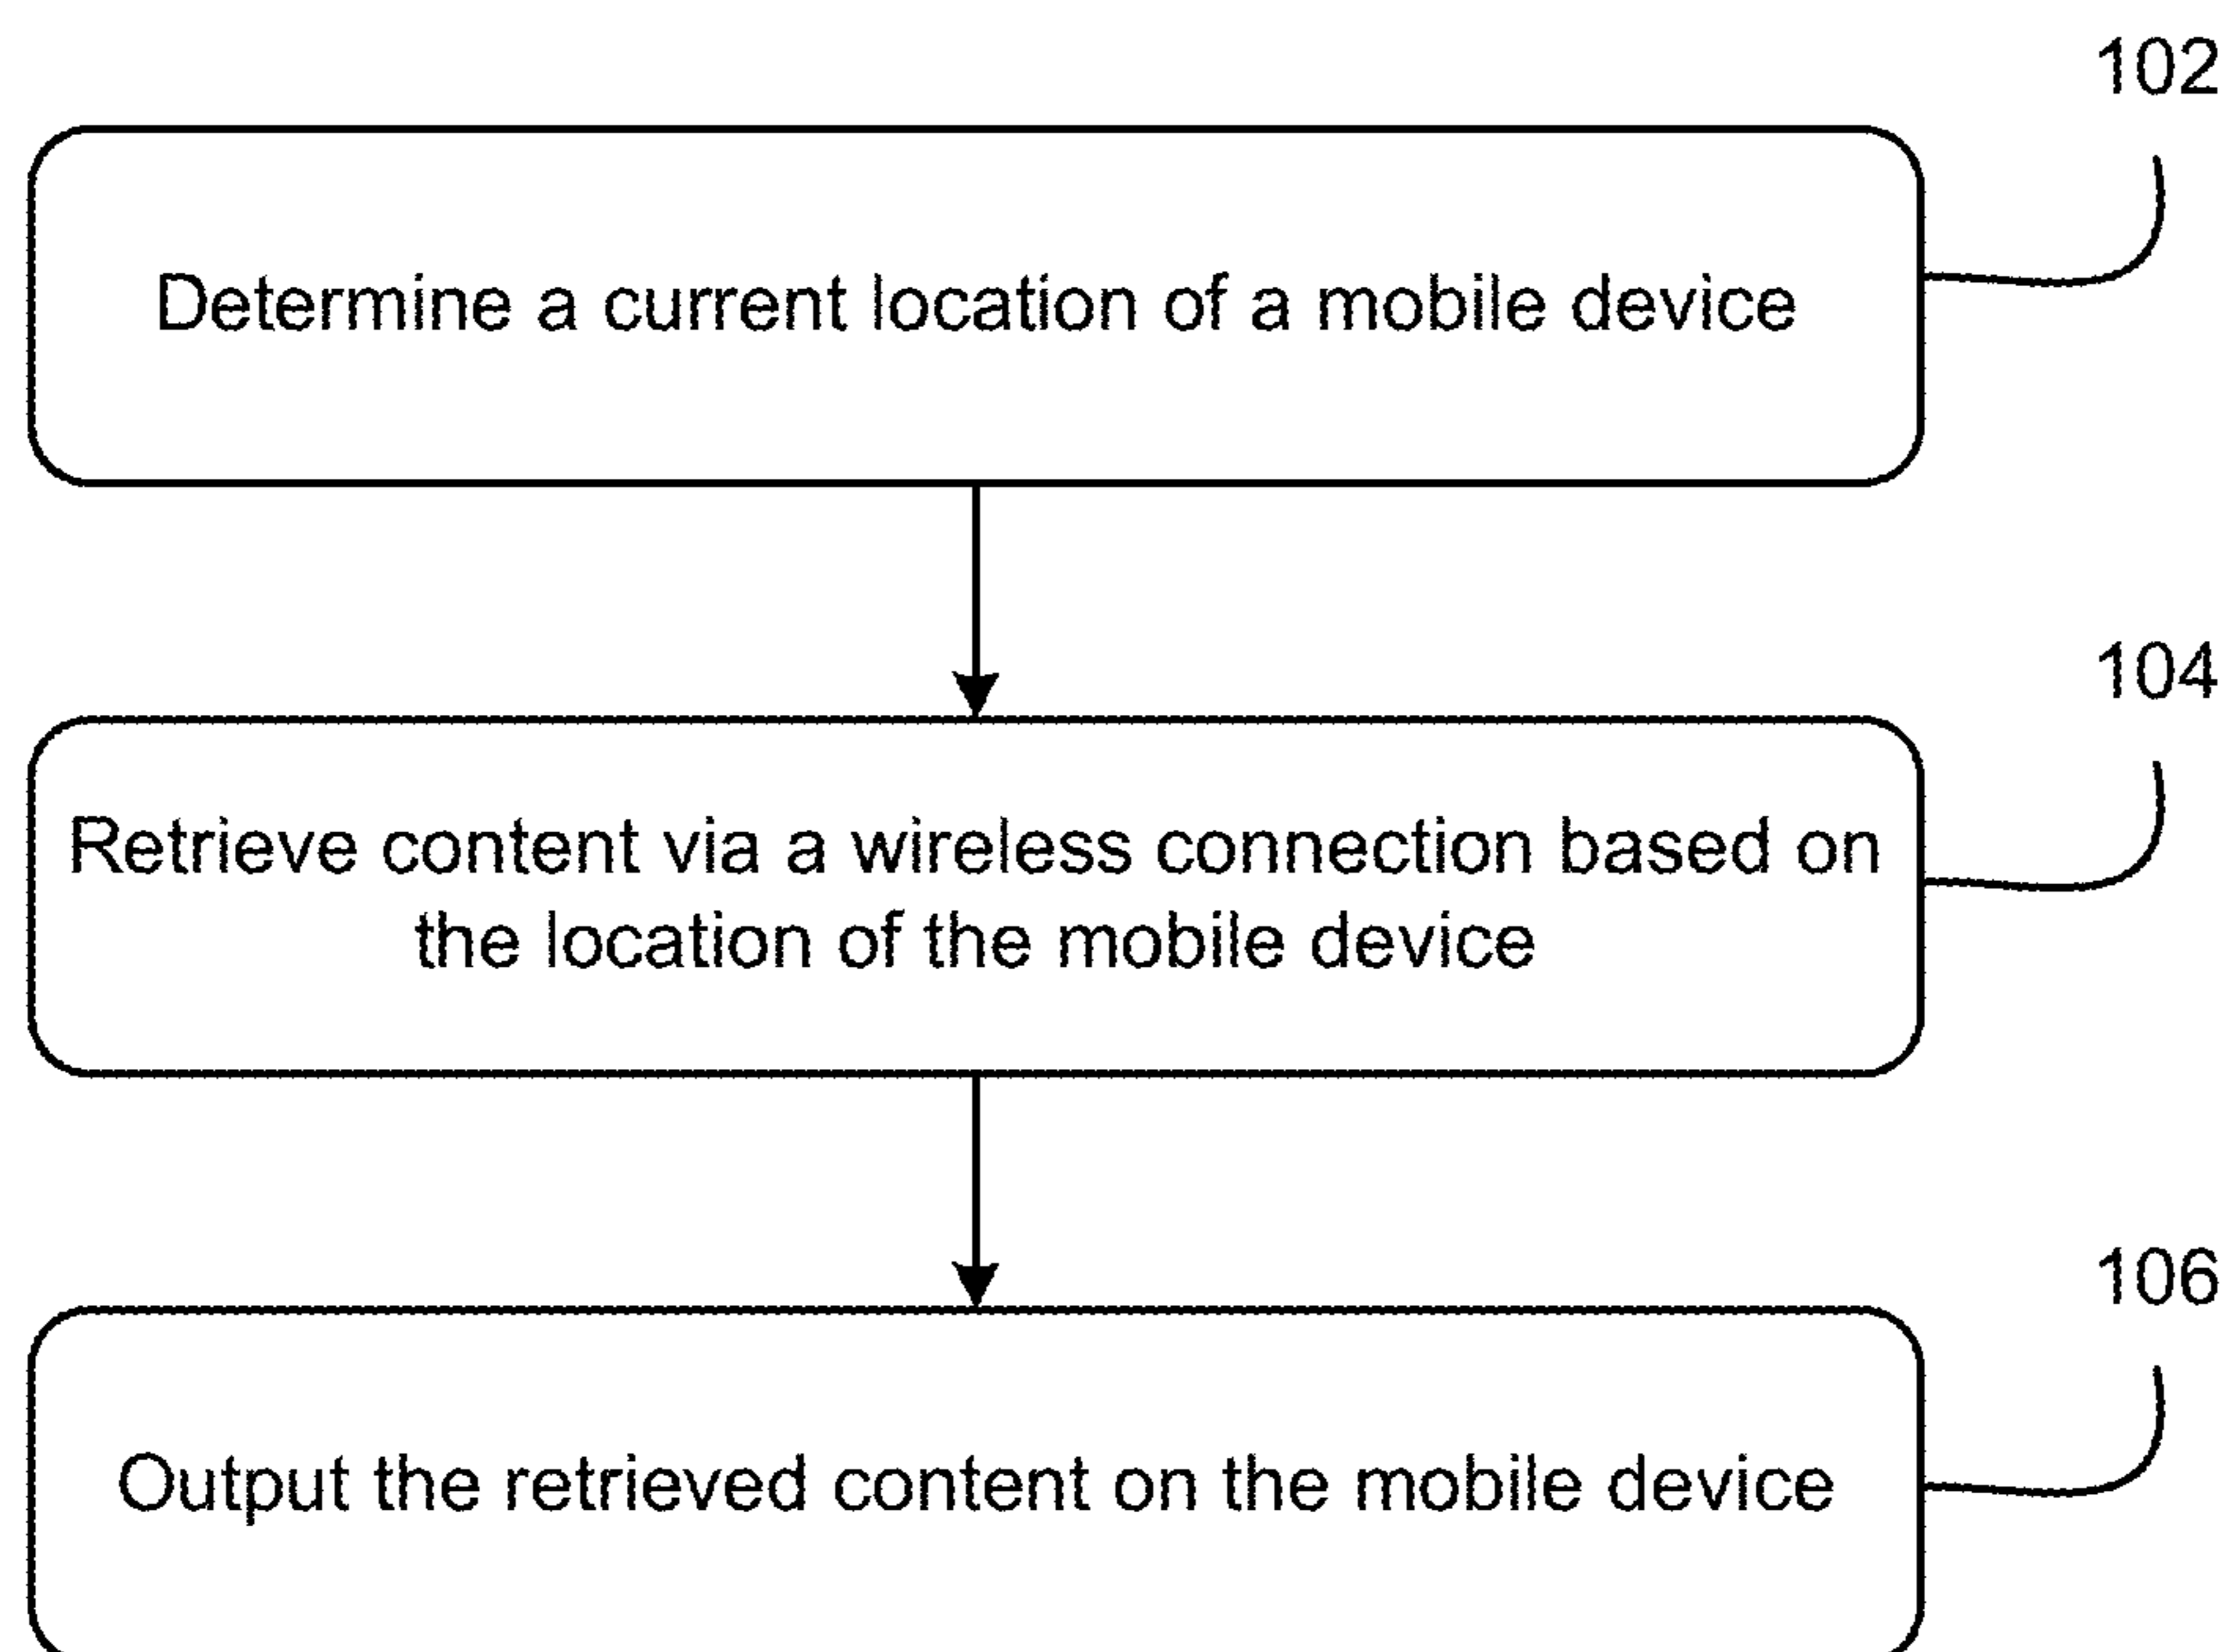 102
Determine a current location of a mobile device
104
Retrieve content via a wireless connection based on
the location of the mobile device
106
Output the retrieved content on the mobile device